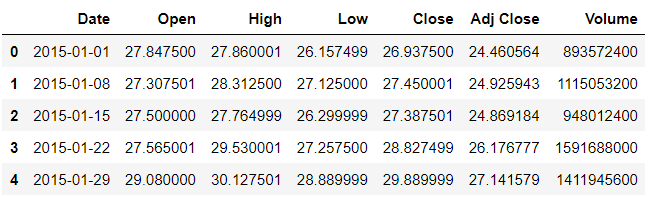 Date Open High Low Close Adj Close Volume
0 2015-01-01 27.847500 27.860001 26.157499 26.937500 24.460564 893572400
1 2015-01-08 27.307501 28.312500 27.125000 27.450001 24.925943 1115053200
2 2015-01-15 27.500000 27.764999 26.299999 27.387501 24.869184 948012400
3 2015-01-22 27.565001 29.530001 27.257500 28.827499 26.176777 1591688000
4 2015-01-29 29.080000 30.127501 28.889999 29.889999 27.141579 1411945600